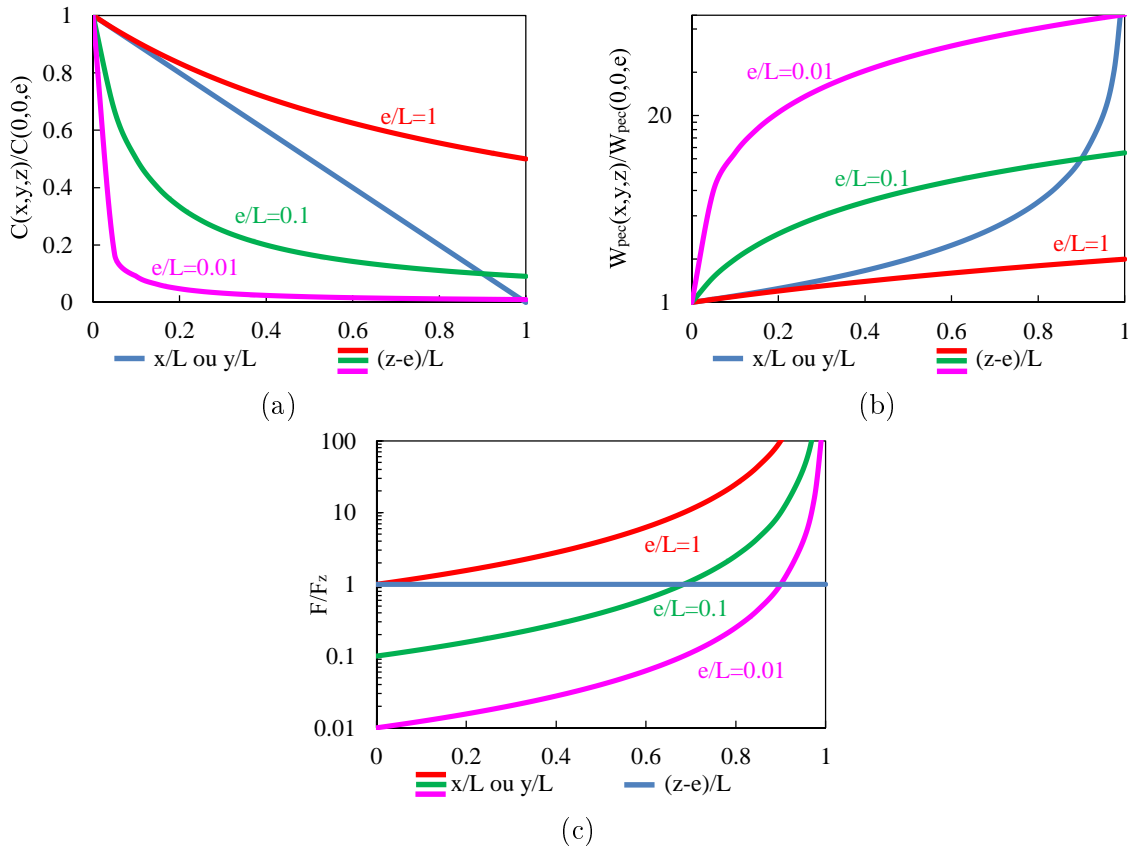 C(x,y,z)/C(0,0,e)
1
0.8
0.6
0.4
0.2
0
e/L=1
e/L=0.1
e/L=0.01
0 0.2 0.4 0.6 0.8 1
x/L ou y/L (z-e)/L
(a)
Wpec(x,y,z)/Wpec(0,0,e)
20
1
e/L=0.01
e/L=0.1
e/L=1
0 0.2 0.4 0.6 0.8 1
x/L ou y/L (z-e)/L
(b)
F/Fz
100
10
1
0.1
0.01
e/L=1
e/L=0.1
e/L=0.01
0 0.2 0.4 0.6 0.8 1
x/L ou y/L (z-e)/L
(c)